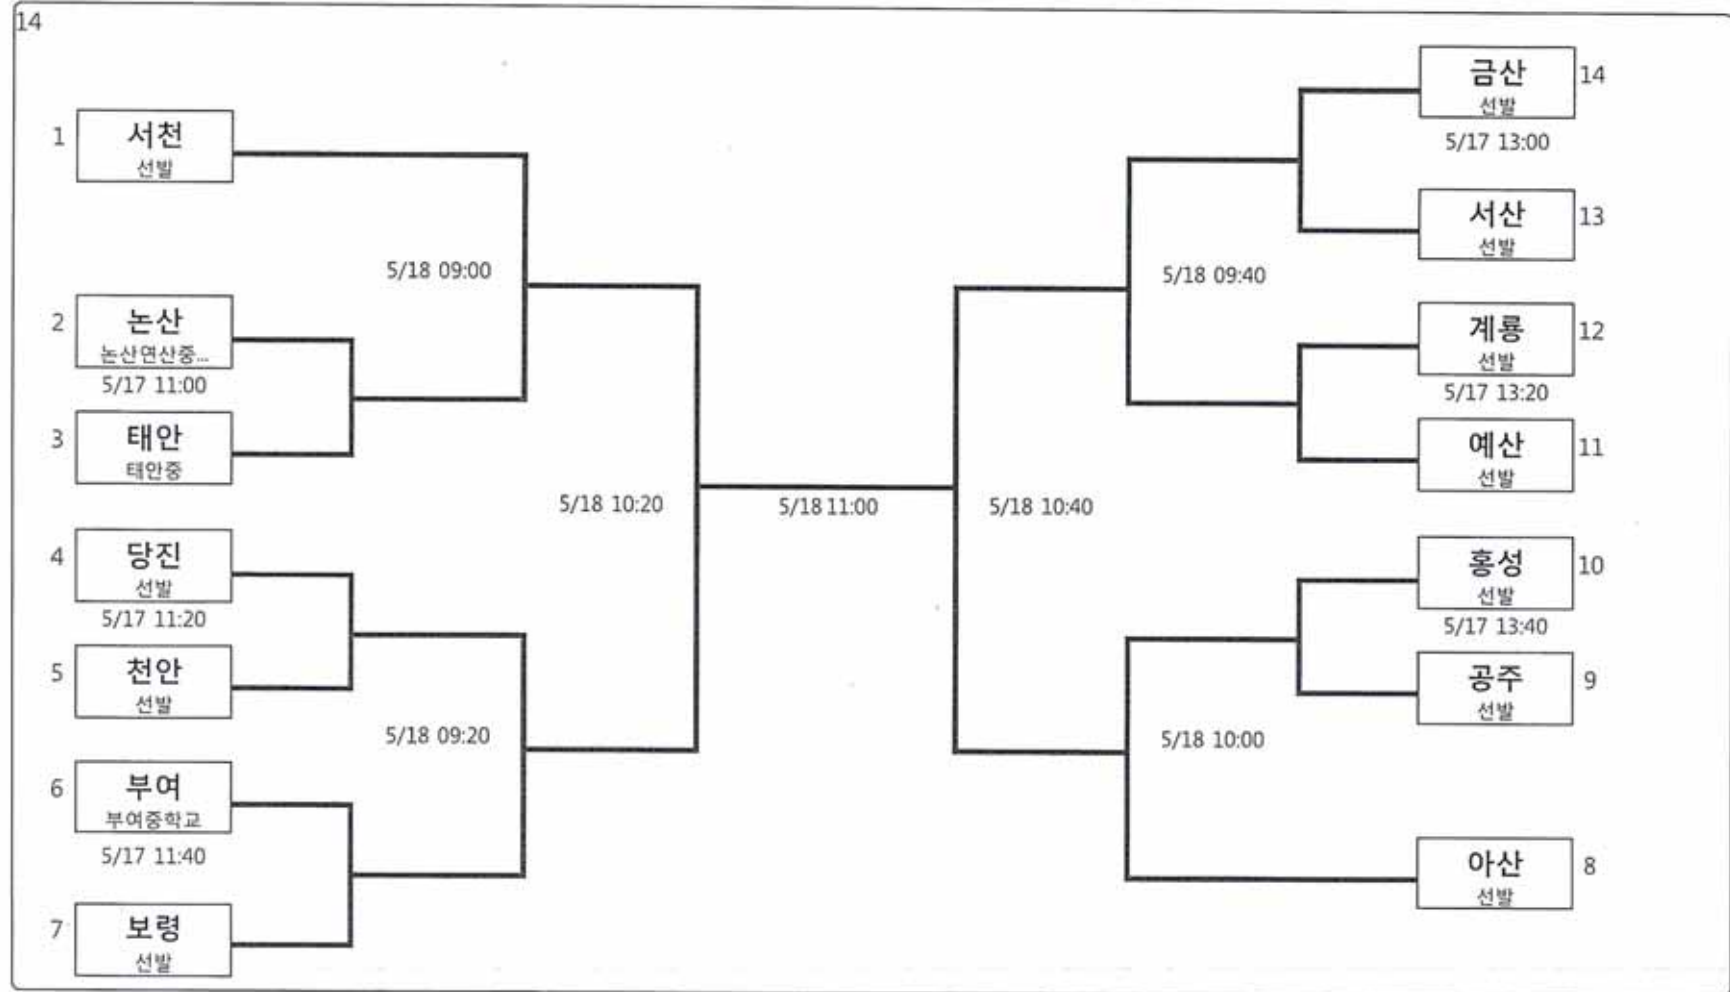 14
1
서천
선발
5/18 09:00
2
논산
논산연산중...
5/17 11:00
3
태안
태안중
5/18 10:20
4
당진
선발
5/17 11:20
5
천안
선발
5/18 09:20
6
부여
부여중학교
5/17 11:40
7
보령
선발
5/18 11:00
금산
14
선발
5/17 13:00
서산
13
선발
5/18 09:40
계룡
12
선발
5/17 13:20
예산
11
선발
5/18 10:40
홍성
10
선발
5/17 13:40
공주
9
선발
5/18 10:00
아산
8
선발